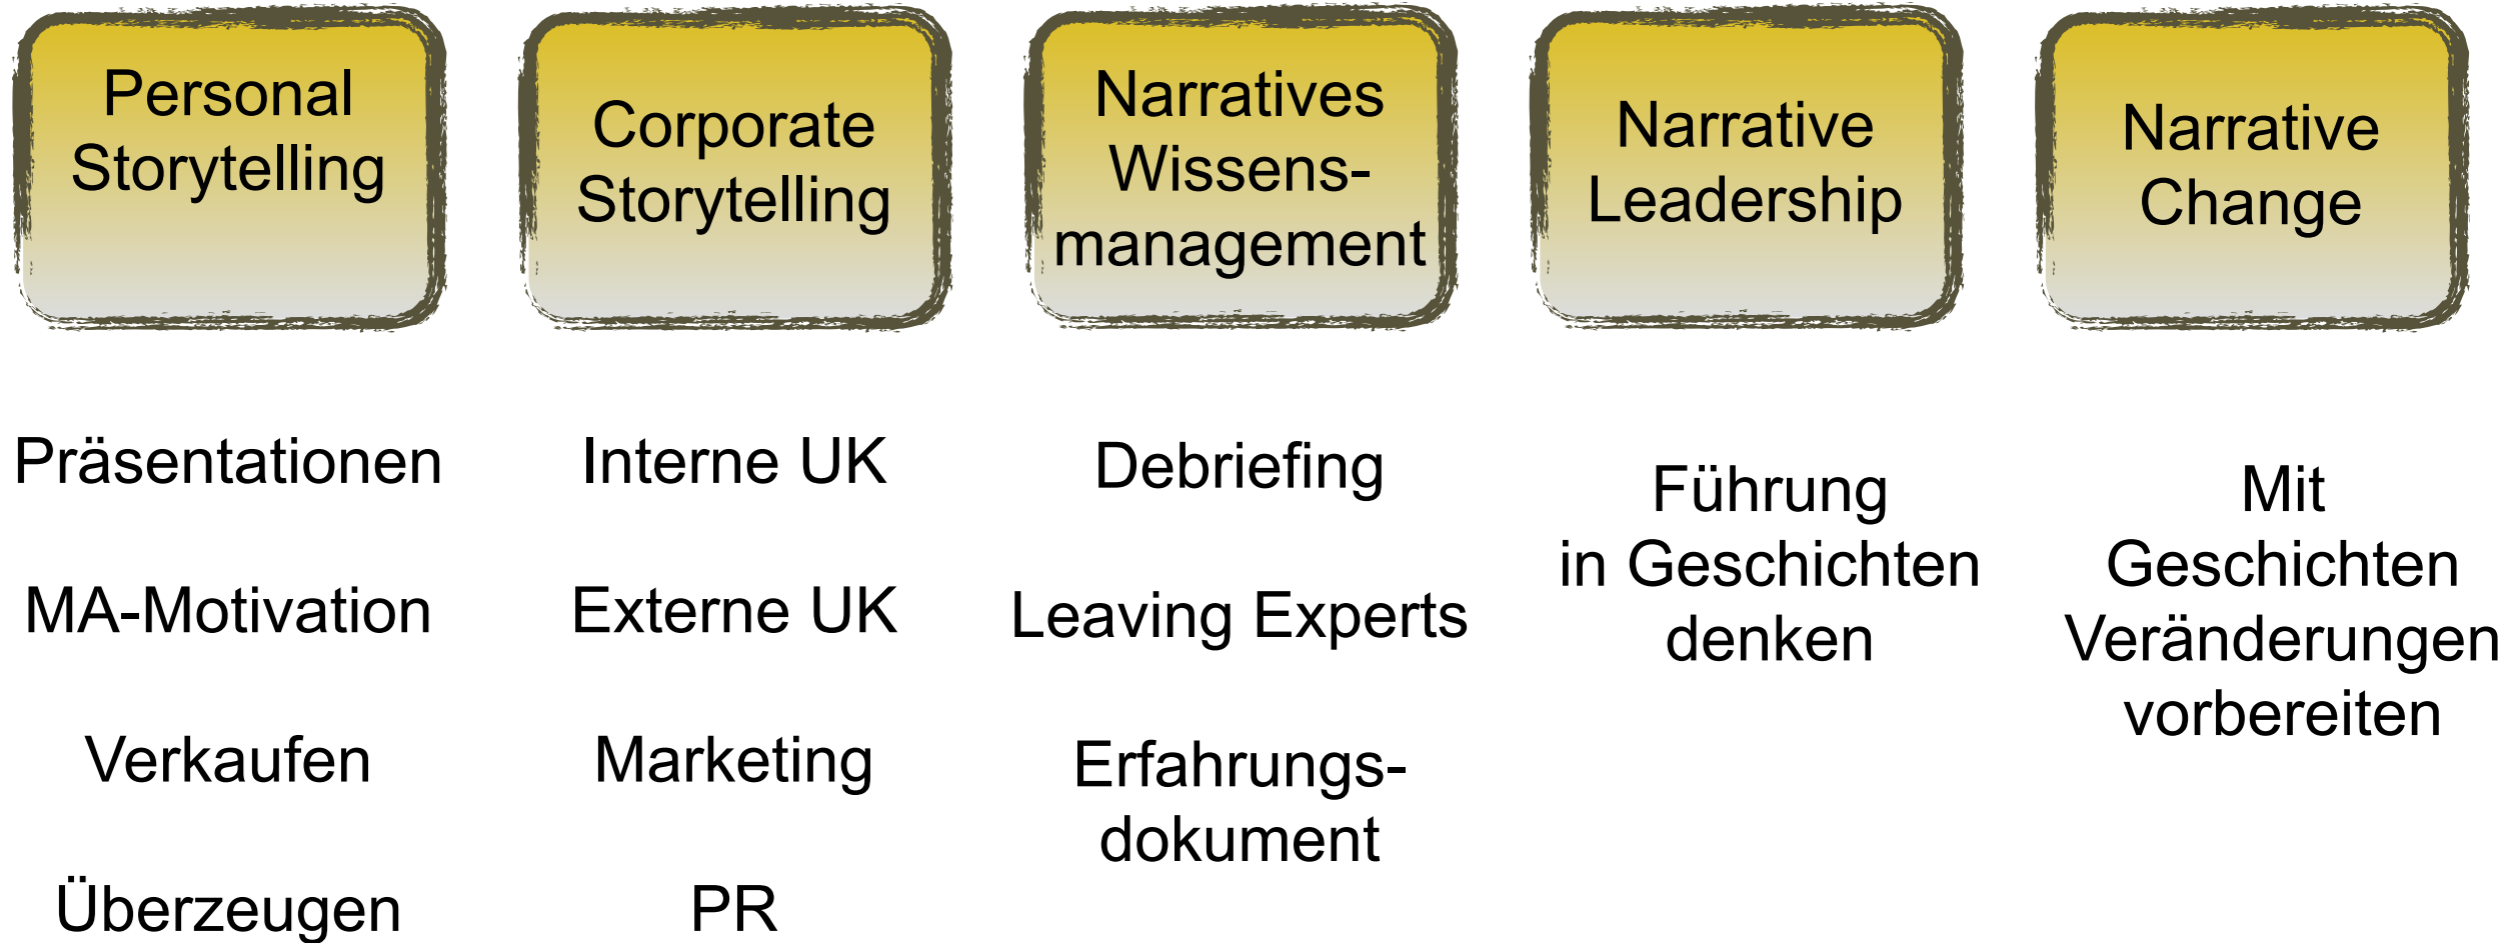 Personal
Storytelling
Präsentationen
MA-Motivation
Verkaufen
Überzeugen
Corporate
Storytelling
Interne UK
Externe UK
Marketing
PR
Narratives
Wissens-
management
Debriefing
Leaving Experts
Erfahrungs-
dokument
Narrative
Leadership
Führung
in Geschichten
denken
Narrative
Change
Mit
Geschichten
Veränderungen
vorbereiten